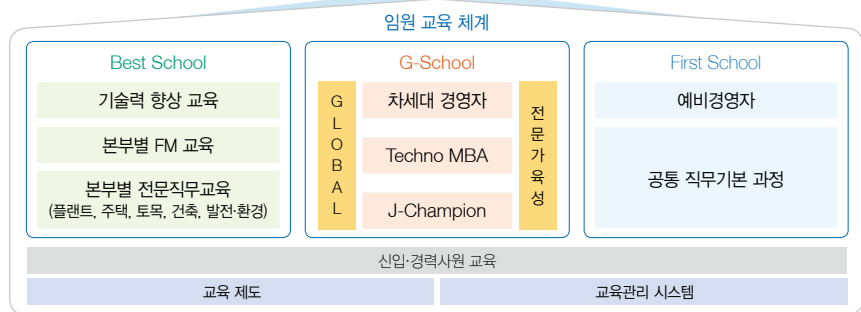 임원 교육 체계
Best School
기술력 향상 교육
본부별 FM 교육
본부별 전문직무교육
(플랜트, 주택, 토목, 건축, 발전·환경)
G-School
GLOBAL
차세대 경영자
Techno MBA
J-Champion
전문가육성
First School
예비경영자
공통 직무기본 과정
신입·경력사원 교육
교육 제도
교육관리 시스템